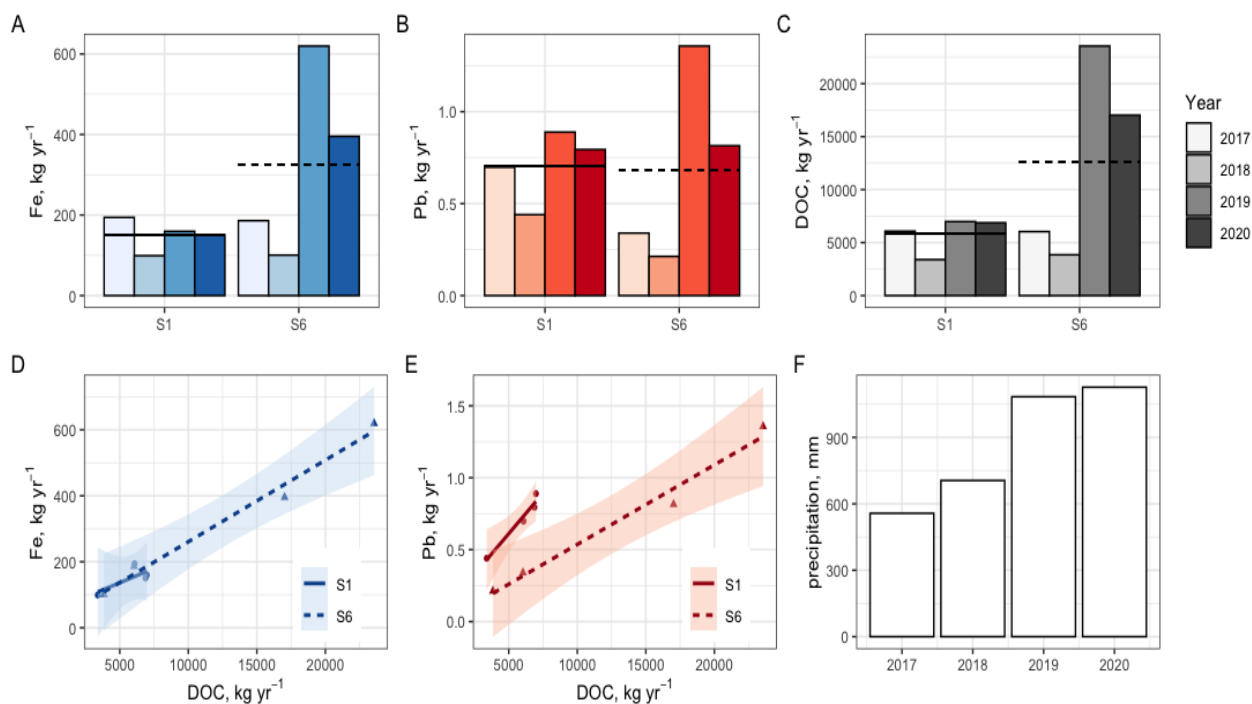 A
Fe, kg yr⁻¹
600
400
200
0
S1
S6
B
Pb, kg yr⁻¹
1.0
0.5
0.0
S1
S6
C
DOC, kg yr⁻¹
20000
15000
10000
5000
0
S1
S6
Year
2017
2018
2019
2020
D
Fe, kg yr⁻¹
600
400
200
0
5000
10000
15000
20000
DOC, kg yr⁻¹
S1
S6
E
Pb, kg yr⁻¹
1.5
1.0
0.5
0.0
5000
10000
15000
20000
DOC, kg yr⁻¹
S1
S6
F
precipitation, mm
900
600
300
0
2017
2018
2019
2020